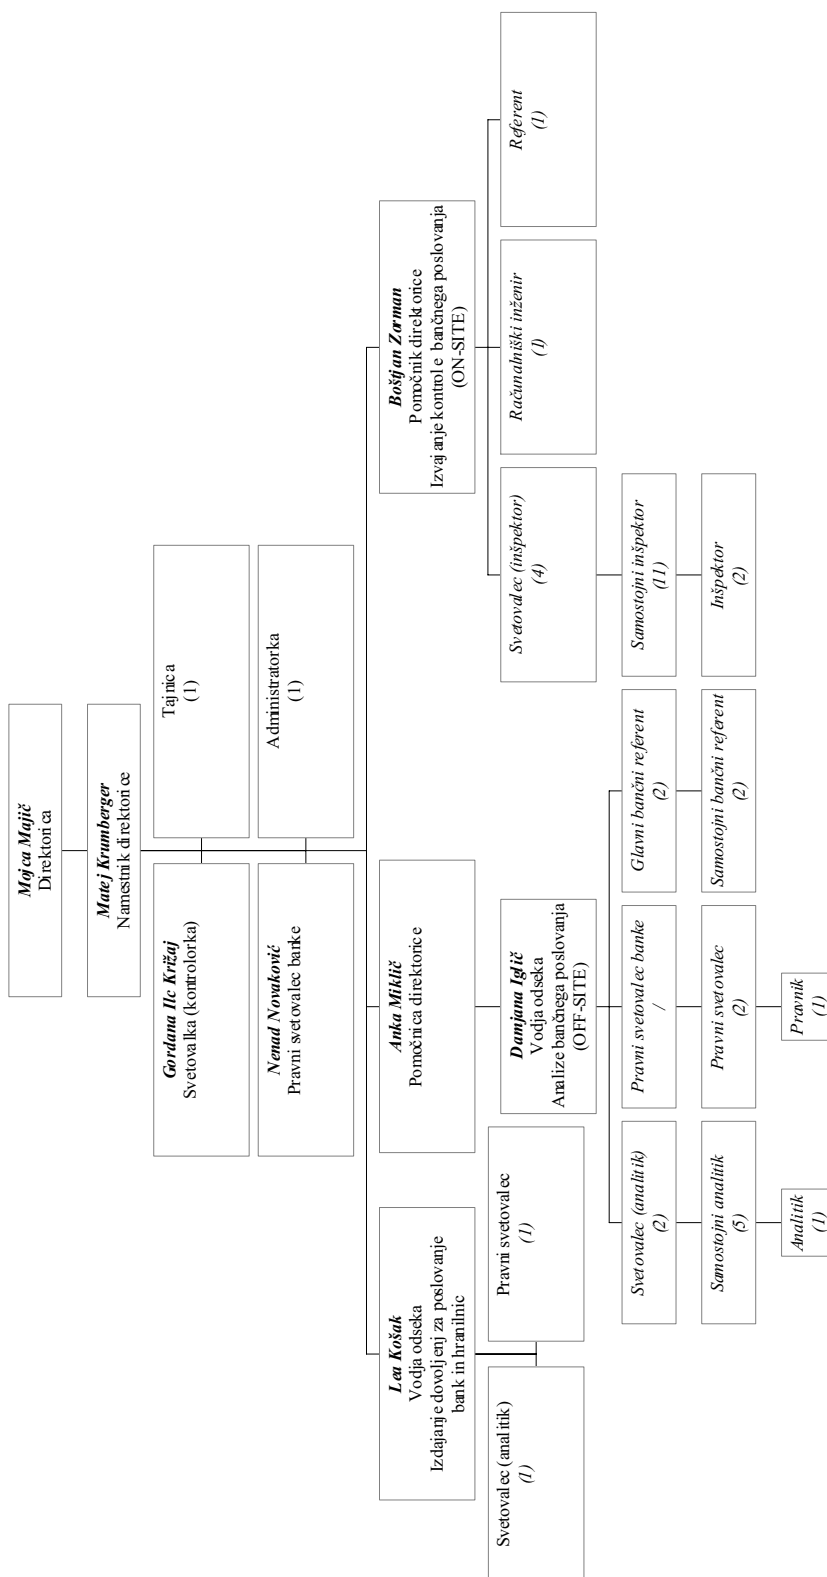 Mojca Majič
Direktorica
Matej Krumberger
Namestnik direktorice
Gordana Ilc Križaj
Svetovalka (kontrolorka)
Tajnica
(1)
Nenad Novaković
Pravni svetovalec banke
Administratorka
(1)
Lea Košak
Vodja odseka
Izdajanje dovoljenj za poslovanje
bank in hranilnic
Anka Miklič
Pomočnica direktorice
Boštjan Zorman
Pomočnik direktorice
Izvajanje kontrole bančnega poslovanja
(ON-SITE)
Svetovalec (analitik)
(1)
Pravni svetovalec
(1)
Damjana Iglič
Vodja odseka
Analize bančnega poslovanja
(OFF-SITE)
Svetovalec (inšpektor)
(4)
Računalniški inženir
(1)
Referent
(1)
Svetovalec (analitik)
(2)
Pravni svetovalec banke
/
Glavni bančni referent
(2)
Samostojni inšpektor
(11)
Samostojni analitik
(5)
Pravni svetovalec
(2)
Samostojni bančni referent
(2)
Inšpektor
(2)
Analitik
(1)
Pravnik
(1)